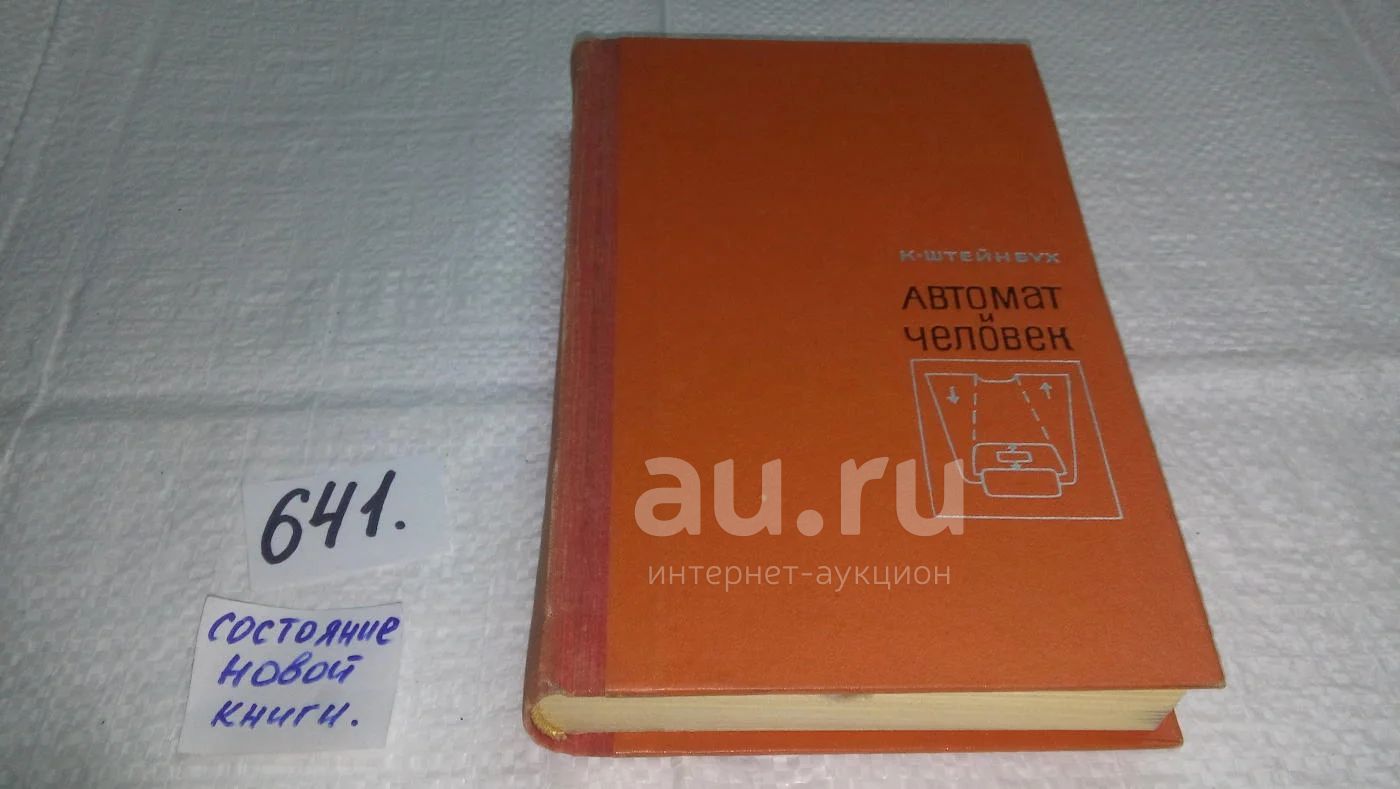 К·ШТЕЙНБУХ
АВТОМАТ
и
ЧЕЛОВЕК
au.ru
интернет-аукцион
641.
состояние
новой
книги.